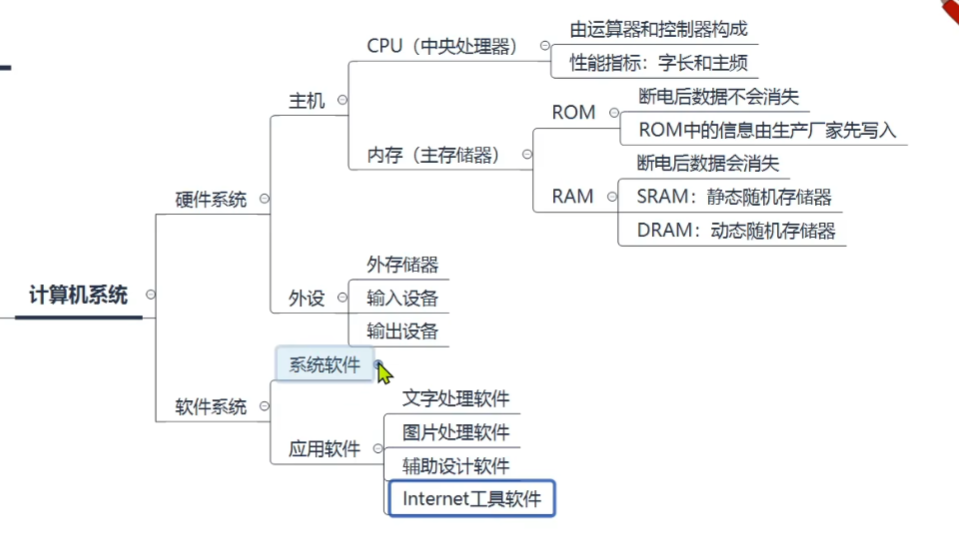 计算机系统
硬件系统
主机
CPU（中央处理器）
由运算器和控制器构成
性能指标：字长和主频
内存（主存储器）
ROM
断电后数据不会消失
ROM中的信息由生产厂家先写入
RAM
断电后数据会消失
SRAM：静态随机存储器
DRAM：动态随机存储器
外设
外存储器
输入设备
输出设备
软件系统
系统软件
应用软件
文字处理软件
图片处理软件
辅助设计软件
Internet工具软件